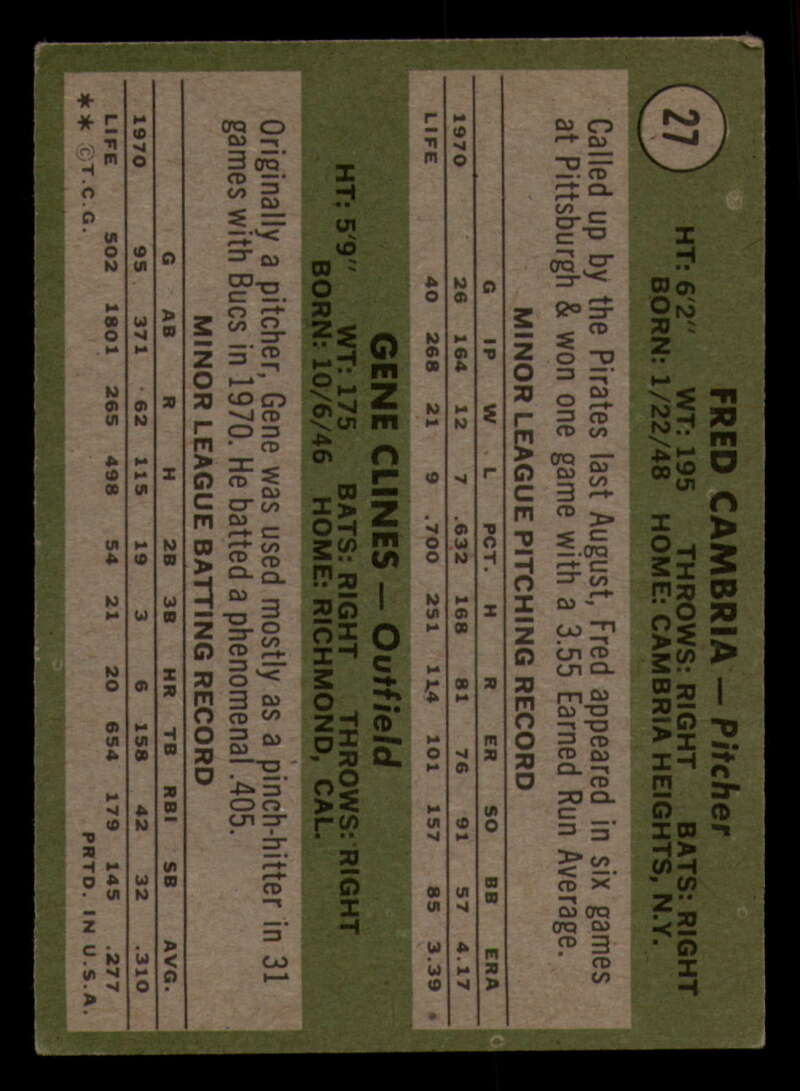 27
FRED CAMBRIA — Pitcher
HT: 6'2" WT: 195 THROWS: RIGHT BATS: RIGHT
BORN: 1/22/48 HOME: CAMBRIA HEIGHTS, N.Y.
Called up by the Pirates last August, Fred appeared in six games
at Pittsburgh & won one game with a 3.55 Earned Run Average.
MINOR LEAGUE PITCHING RECORD
G IP W L PCT. H R ER SO BB ERA
1970 26 164 12 7 .632 168 81 76 91 57 4.17
LIFE 40 268 21 9 .700 251 114 101 157 85 3.39
GENE CLINES — Outfield
HT: 5'9" WT: 175 BATS: RIGHT THROWS: RIGHT
BORN: 10/6/46 HOME: RICHMOND, CAL.
Originally a pitcher, Gene was used mostly as a pinch-hitter in 31
games with Bucs in 1970. He batted a phenomenal .405.
MINOR LEAGUE BATTING RECORD
G AB R H 2B 3B HR TB RBI SB AVG.
1970 95 371 62 115 19 3 6 158 42 32 .310
LIFE 502 1801 265 498 54 21 20 654 179 145 .277
** ©T.C.G. PRTD. IN U.S.A.